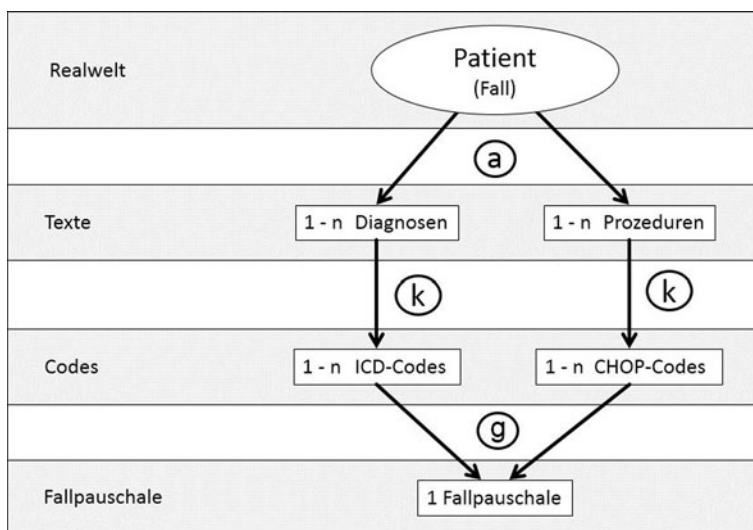 Realwelt
Patient
(Fall)
a
Texte
1 - n Diagnosen
1 - n Prozeduren
k
k
Codes
1 - n ICD-Codes
1 - n CHOP-Codes
g
Fallpauschale
1 Fallpauschale